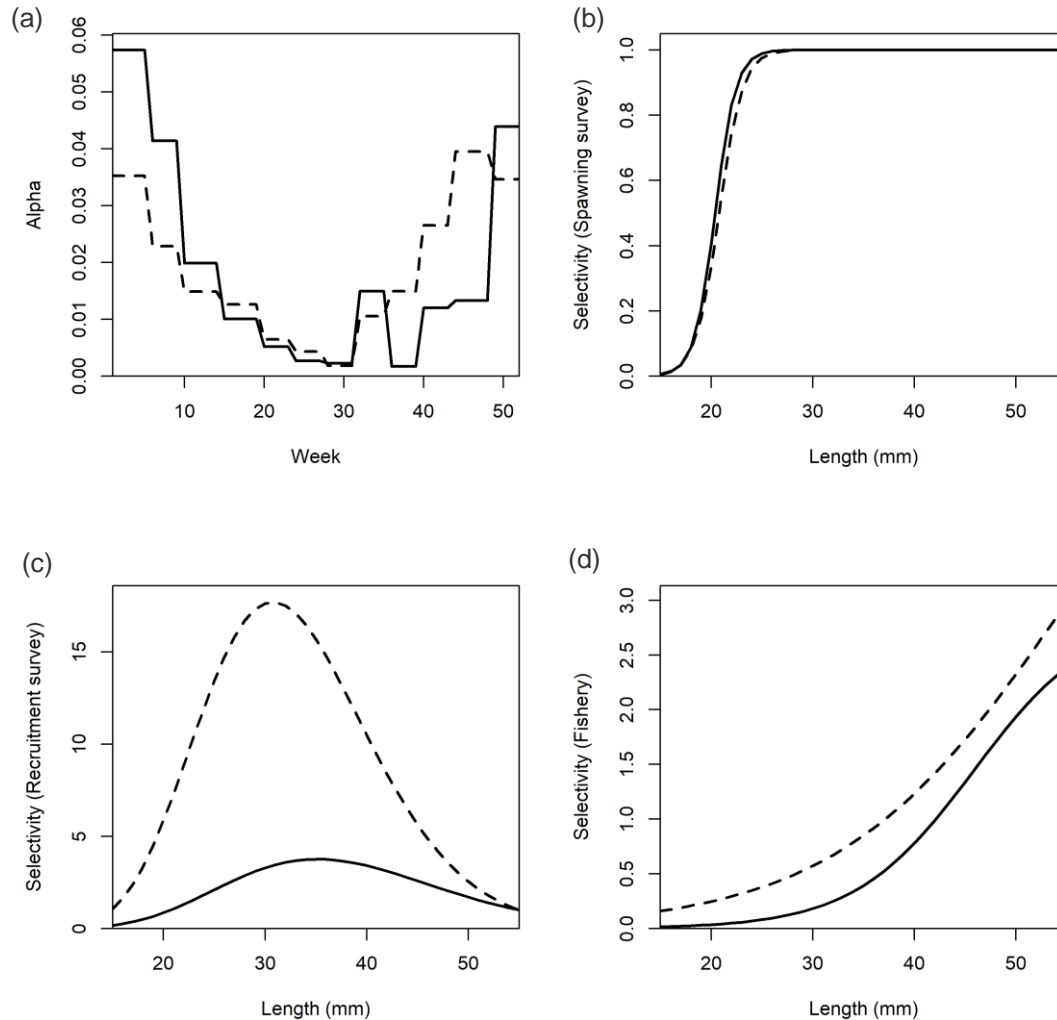 (a)
Alpha
0.06
0.05
0.04
0.03
0.02
0.01
0.00
10 20 30 40 50
Week
(b)
Selectivity (Spawning survey)
1.0
0.8
0.6
0.4
0.2
0.0
20 30 40 50
Length (mm)
(c)
Selectivity (Recruitment survey)
15
10
5
0
20 30 40 50
Length (mm)
(d)
Selectivity (Fishery)
3.0
2.5
2.0
1.5
1.0
0.5
0.0
20 30 40 50
Length (mm)